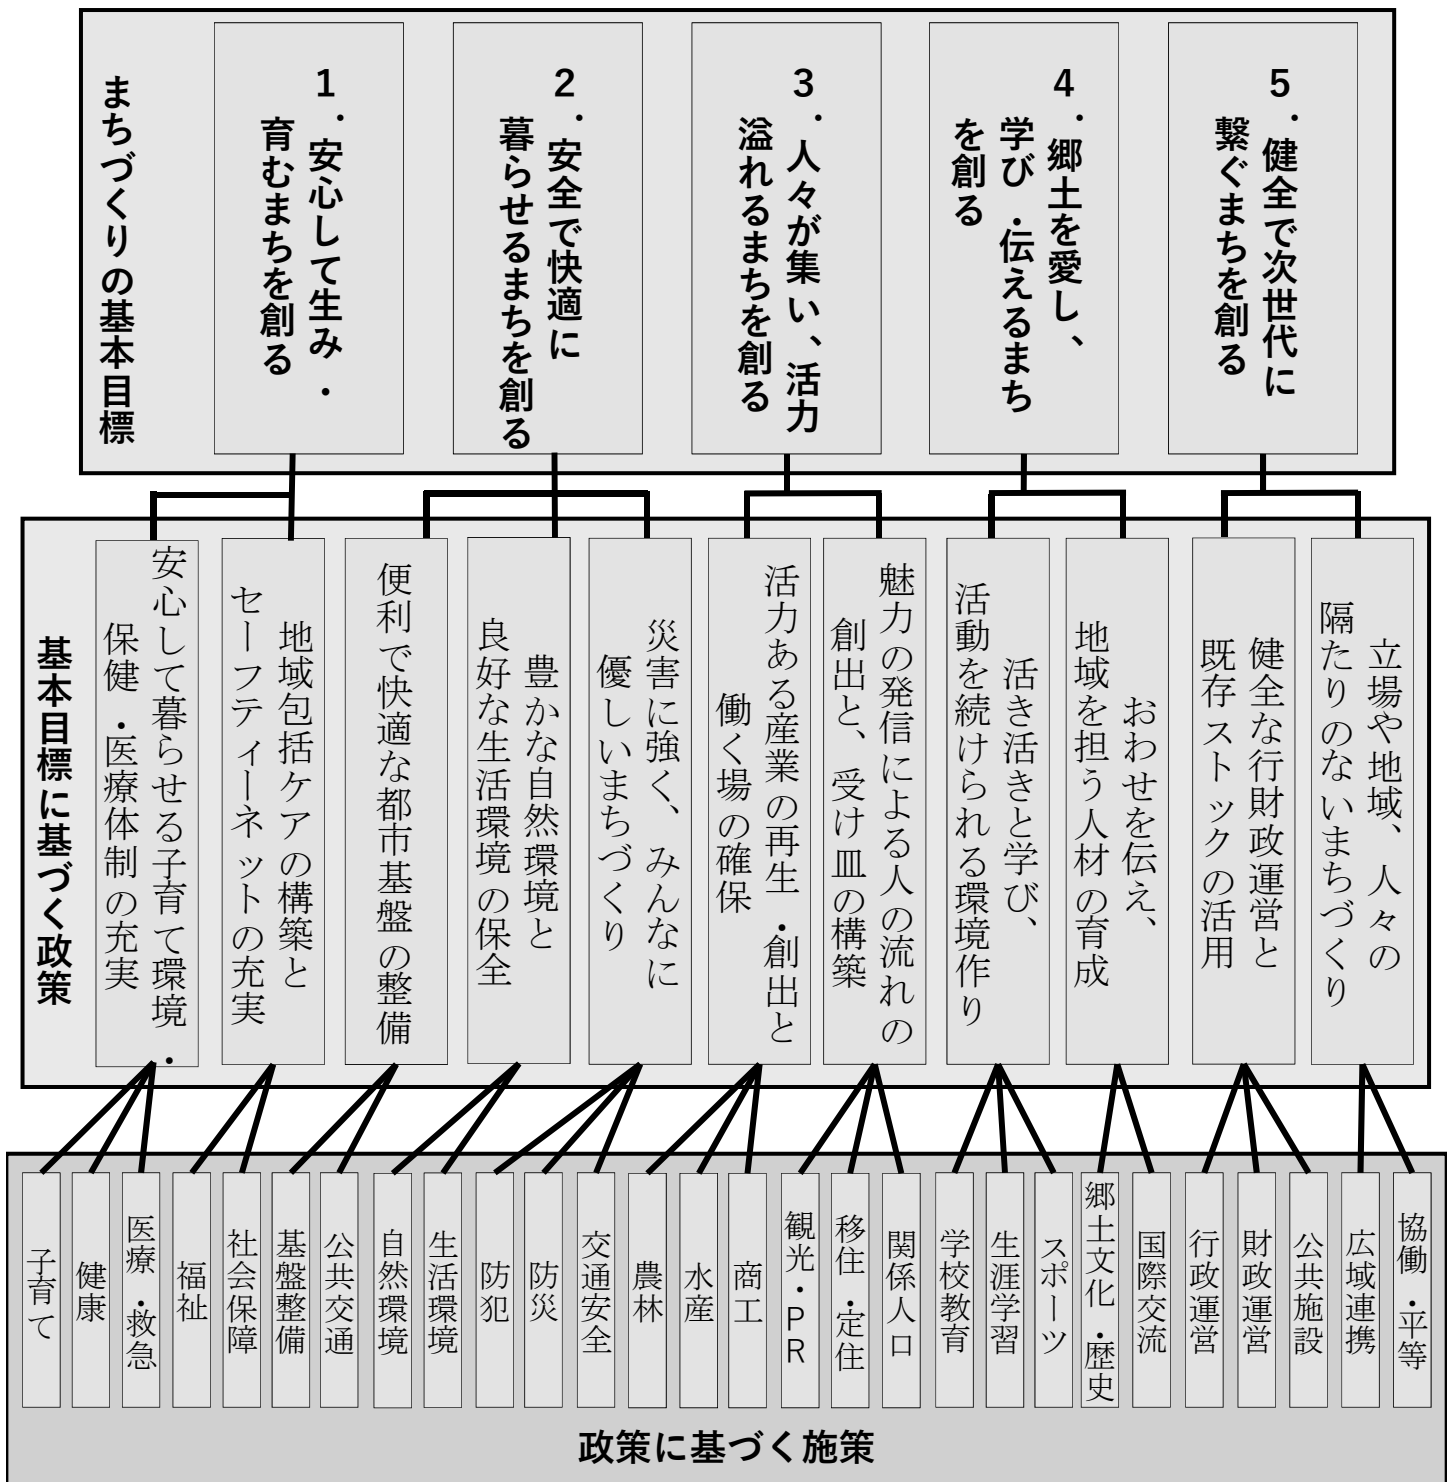 まちづくりの基本目標
1．安心して生み・
育むまちを創る
2．安全で快適に
暮らせるまちを創る
3．人々が集い、活力
溢れるまちを創る
4．郷土を愛し、
学び・伝えるまち
を創る
5．健全で次世代に
繋ぐまちを創る
基本目標に基づく政策
安心して暮らせる子育て環境・
保健・医療体制の充実
地域包括ケアの構築と
セーフティーネットの充実
便利で快適な都市基盤の整備
豊かな自然環境と
良好な生活環境の保全
災害に強く、みんなに
優しいまちづくり
活力ある産業の再生・創出と
働く場の確保
魅力の発信による人の流れの
創出と、受け皿の構築
活き活きと学び、
活動を続けられる環境作り
おわせを伝え、
地域を担う人材の育成
健全な行財政運営と
既存ストックの活用
立場や地域、人々の
隔たりのないまちづくり
子育て
健康
医療・救急
福祉
社会保障
基盤整備
公共交通
自然環境
生活環境
防犯
防災
交通安全
農林
水産
商工
観光・PR
移住・定住
関係人口
学校教育
生涯学習
スポーツ
郷土文化・歴史
国際交流
行政運営
財政運営
公共施設
広域連携
協働・平等
政策に基づく施策